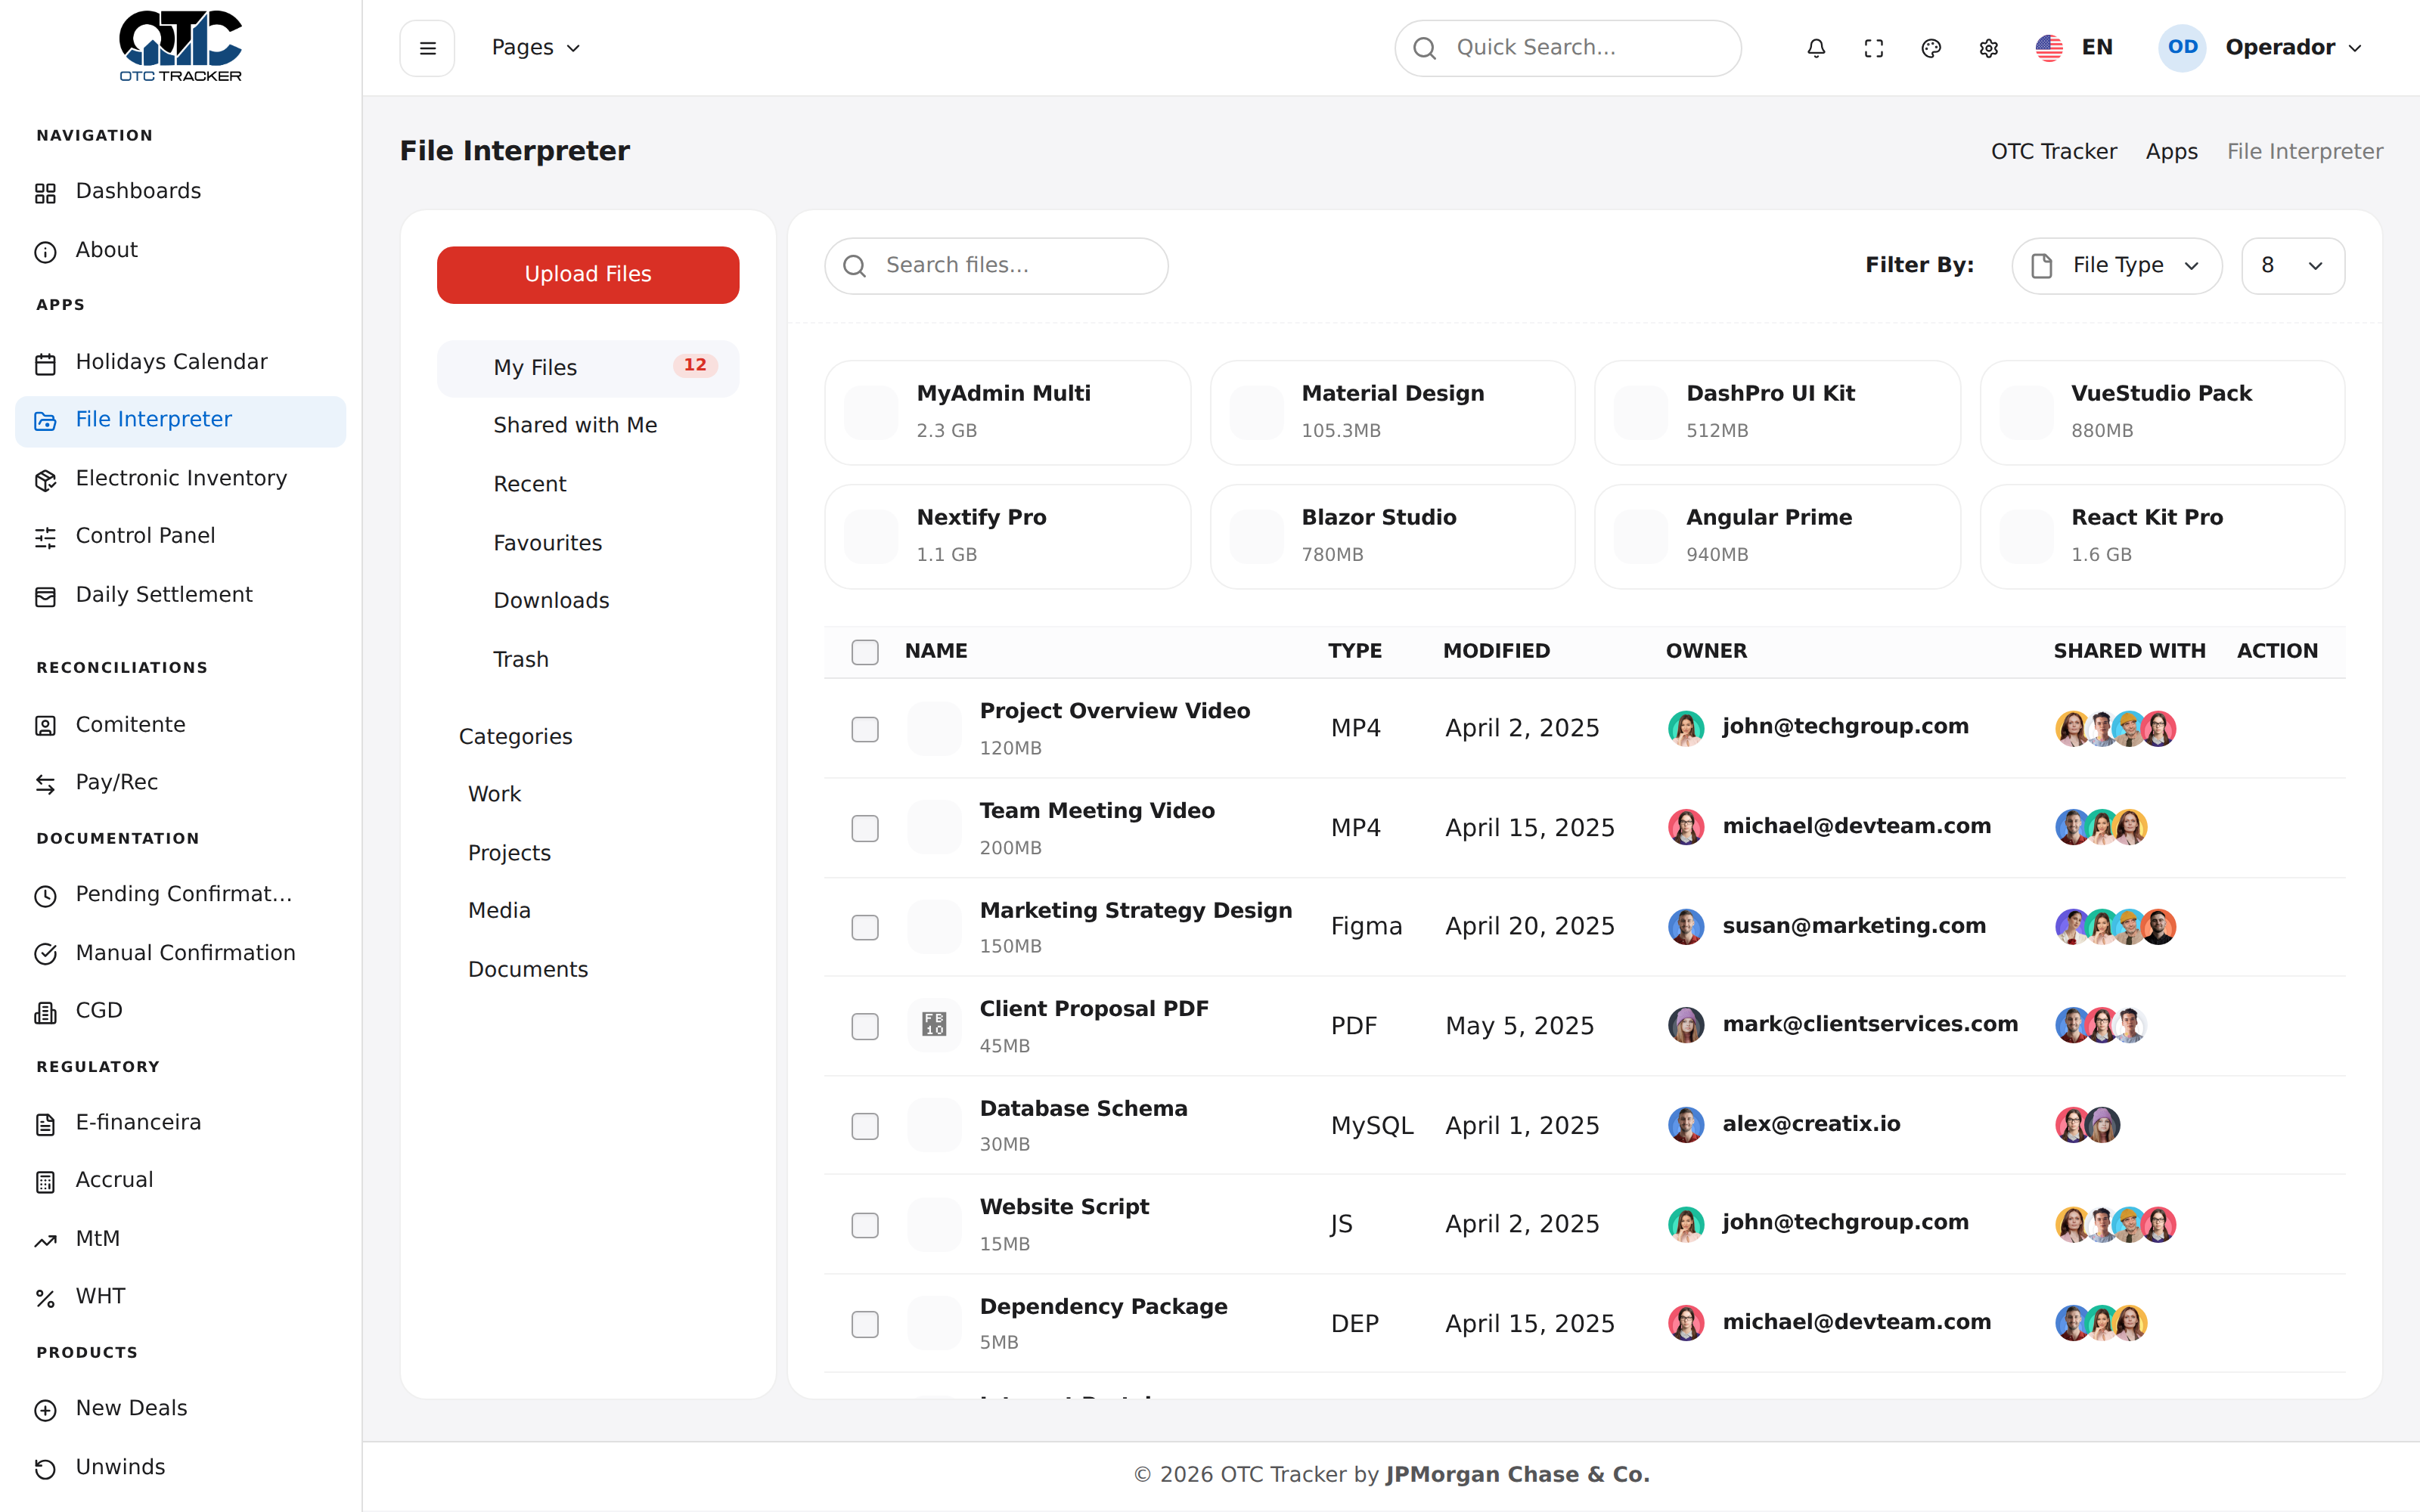 OTC
OTC TRACKER
Pages
Quick Search...
EN
OD
Operador
NAVIGATION
Dashboards
About
APPS
Holidays Calendar
File Interpreter
Electronic Inventory
Control Panel
Daily Settlement
RECONCILIATIONS
Comitente
Pay/Rec
DOCUMENTATION
Pending Confirmat...
Manual Confirmation
CGD
REGULATORY
E-financeira
Accrual
MtM
WHT
PRODUCTS
New Deals
Unwinds
File Interpreter
OTC Tracker Apps File Interpreter
Upload Files
My Files 12
Shared with Me
Recent
Favourites
Downloads
Trash
Categories
Work
Projects
Media
Documents
Search files...
Filter By: File Type 8
MyAdmin Multi
2.3 GB
Material Design
105.3MB
DashPro UI Kit
512MB
VueStudio Pack
880MB
Nextify Pro
1.1 GB
Blazor Studio
780MB
Angular Prime
940MB
React Kit Pro
1.6 GB
NAME TYPE MODIFIED OWNER SHARED WITH ACTION
Project Overview Video
120MB
MP4 April 2, 2025 john@techgroup.com
Team Meeting Video
200MB
MP4 April 15, 2025 michael@devteam.com
Marketing Strategy Design
150MB
Figma April 20, 2025 susan@marketing.com
FB
10
Client Proposal PDF
45MB
PDF May 5, 2025 mark@clientservices.com
Database Schema
30MB
MySQL April 1, 2025 alex@creatix.io
Website Script
15MB
JS April 2, 2025 john@techgroup.com
Dependency Package
5MB
DEP April 15, 2025 michael@devteam.com
© 2026 OTC Tracker by JPMorgan Chase & Co.